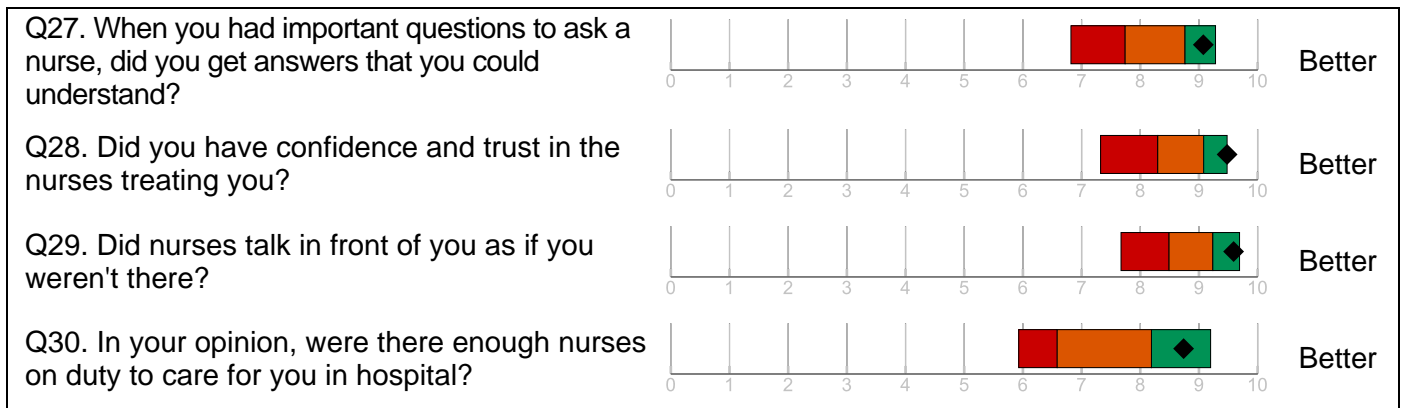 Q27. When you had important questions to ask a
nurse, did you get answers that you could
understand?
0 1 2 3 4 5 6 7 8 9 10
Better
Q28. Did you have confidence and trust in the
nurses treating you?
0 1 2 3 4 5 6 7 8 9 10
Better
Q29. Did nurses talk in front of you as if you
weren't there?
0 1 2 3 4 5 6 7 8 9 10
Better
Q30. In your opinion, were there enough nurses
on duty to care for you in hospital?
0 1 2 3 4 5 6 7 8 9 10
Better